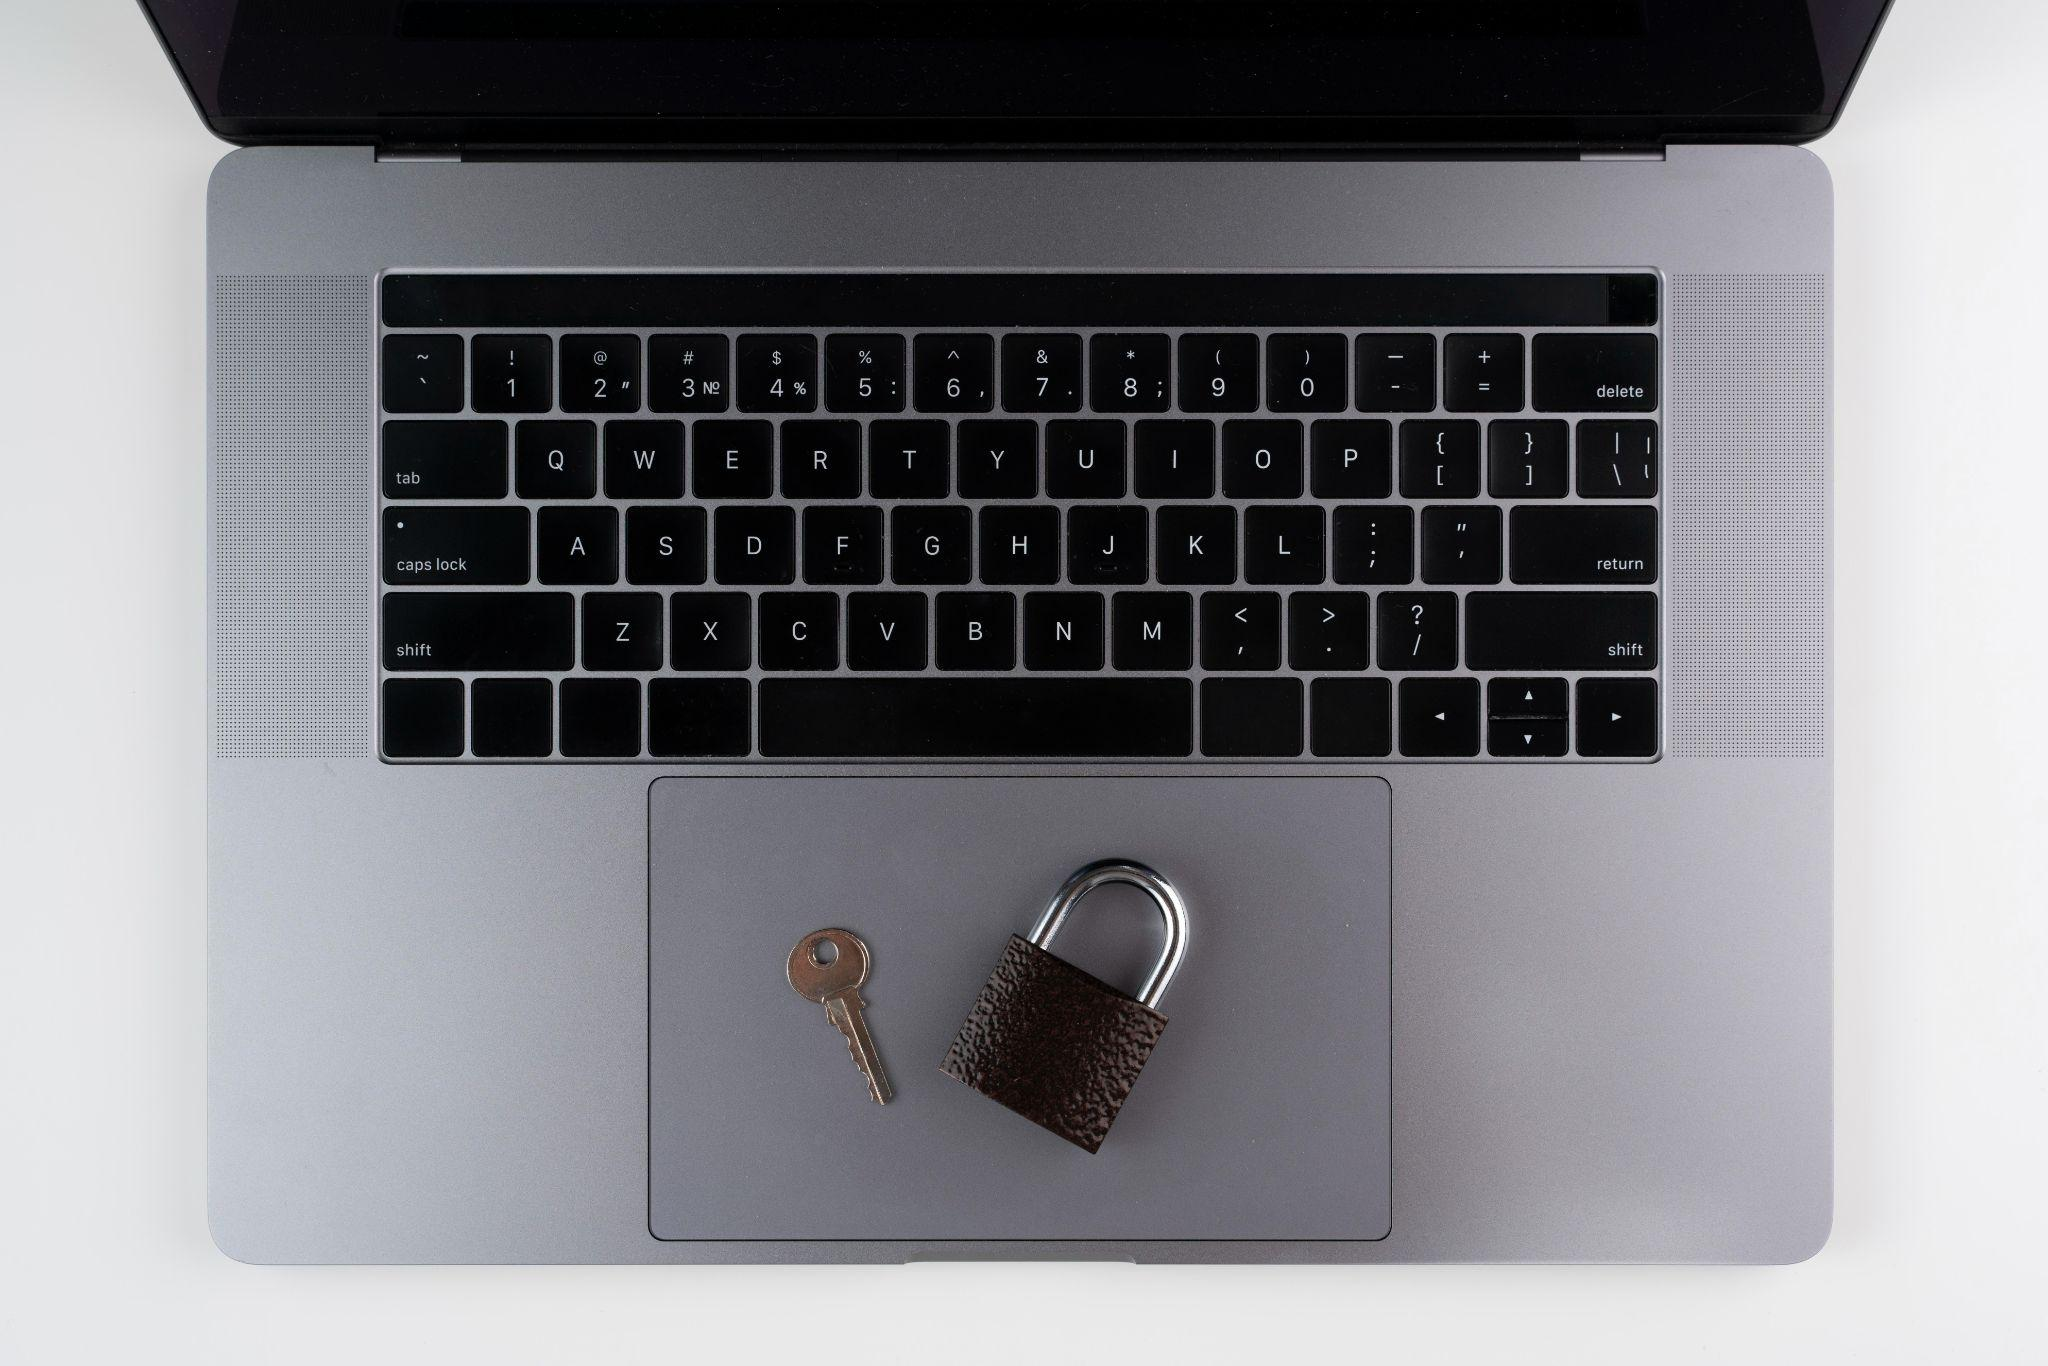 ~ ! @ # $ % ^ & * ( ) — +
` 1 2 " 3 № 4 % 5 : 6 , 7 . 8 ; 9 0 - = delete
tab Q W E R T Y U I O P { [ } ] | \
caps lock A S D F G H J K L : ; " ' return
shift Z X C V B N M < , > . ? / shift
◄ ▲ ▼ ►